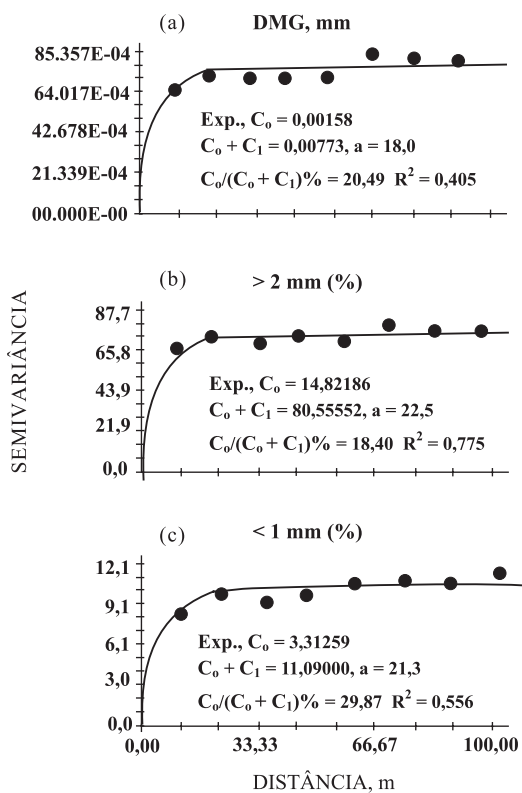 (a) DMG, mm
85.357E-04
64.017E-04
42.678E-04
21.339E-04
00.000E-00
Exp., Co = 0,00158
Co + C1 = 0,00773, a = 18,0
Co/(Co + C1)% = 20,49 R² = 0,405
SEMIVARIÂNCIA
(b) > 2 mm (%)
87,7
65,8
43,9
21,9
0,0
Exp., Co = 14,82186
Co + C1 = 80,55552, a = 22,5
Co/(Co + C1)% = 18,40 R² = 0,775
(c) < 1 mm (%)
12,1
9,1
6,1
3,0
0,0
Exp., Co = 3,31259
Co + C1 = 11,09000, a = 21,3
Co/(Co + C1)% = 29,87 R² = 0,556
0,00 33,33 66,67 100,00
DISTÂNCIA, m